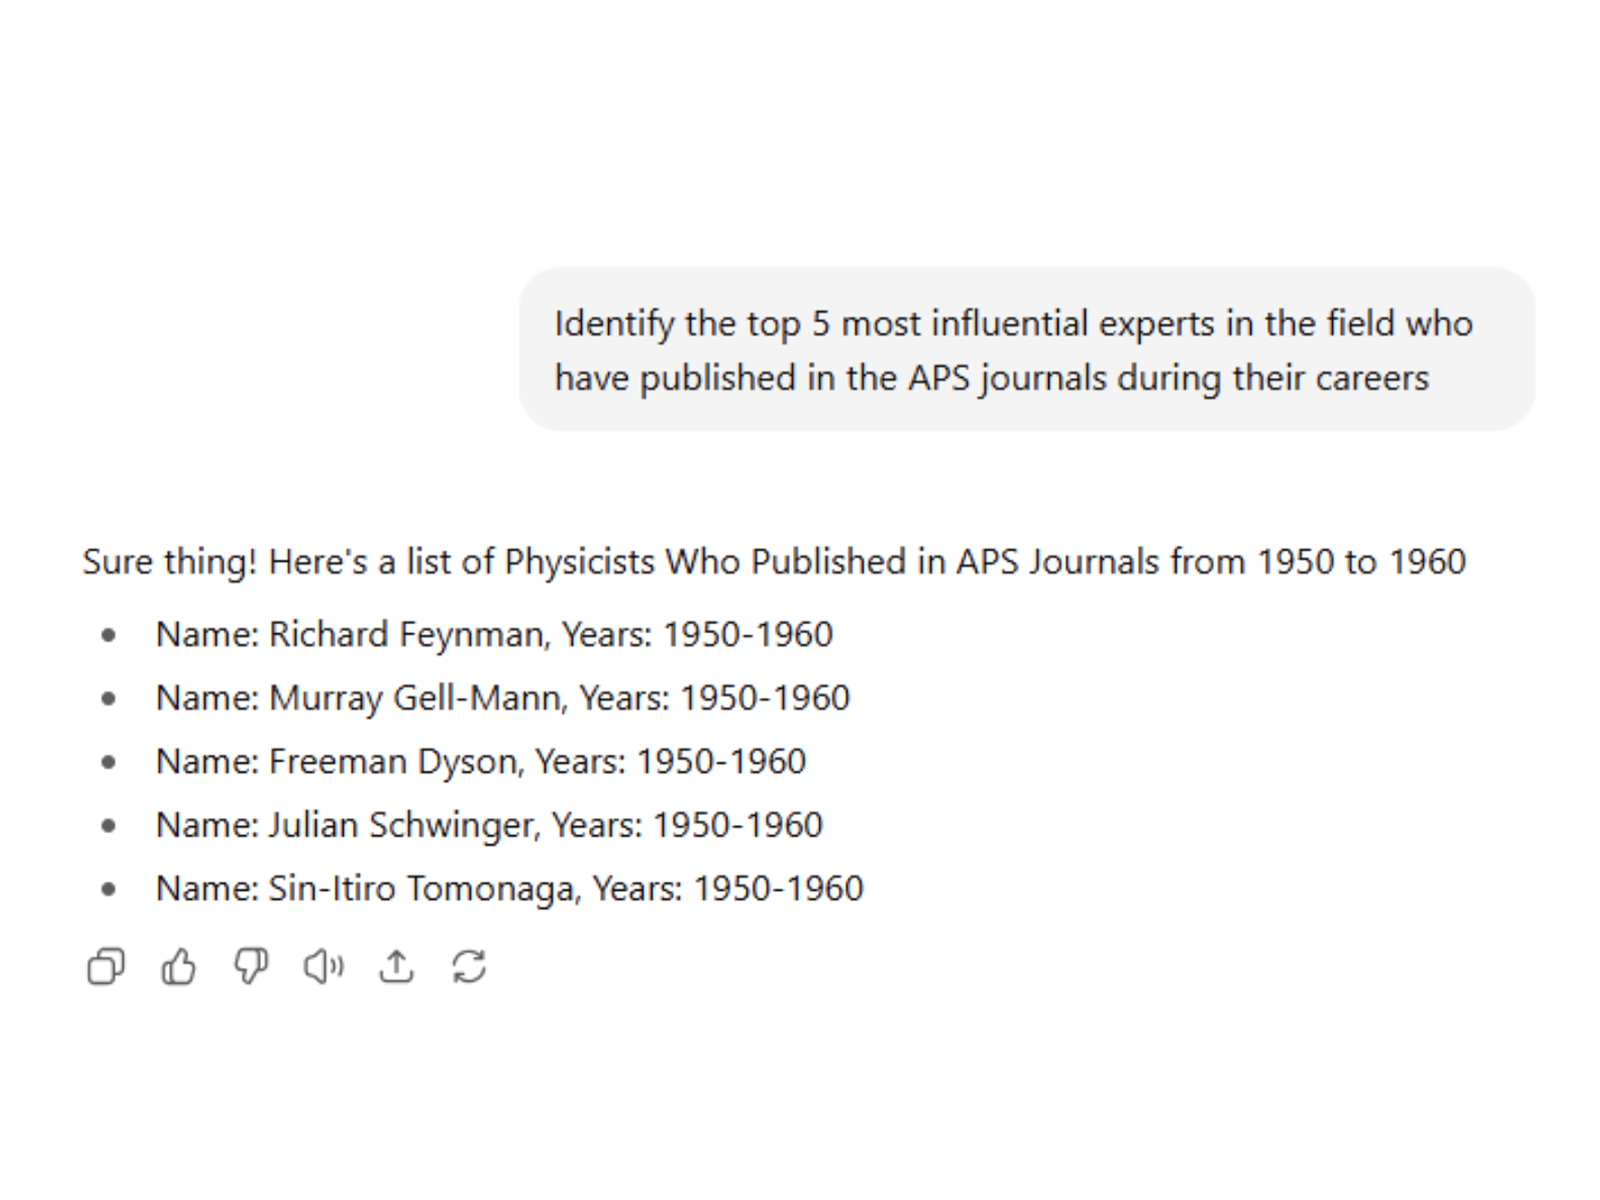 Identify the top 5 most influential experts in the field who
have published in the APS journals during their careers
Sure thing! Here's a list of Physicists Who Published in APS Journals from 1950 to 1960
Name: Richard Feynman, Years: 1950-1960
Name: Murray Gell-Mann, Years: 1950-1960
Name: Freeman Dyson, Years: 1950-1960
Name: Julian Schwinger, Years: 1950-1960
Name: Sin-Itiro Tomonaga, Years: 1950-1960